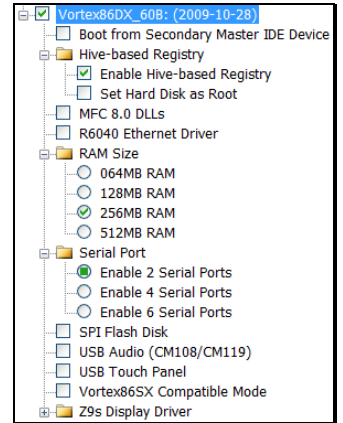 Vortex86DX_60B: (2009-10-28)
Boot from Secondary Master IDE Device
Hive-based Registry
Enable Hive-based Registry
Set Hard Disk as Root
MFC 8.0 DLLs
R6040 Ethernet Driver
RAM Size
064MB RAM
128MB RAM
256MB RAM
512MB RAM
Serial Port
Enable 2 Serial Ports
Enable 4 Serial Ports
Enable 6 Serial Ports
SPI Flash Disk
USB Audio (CM108/CM119)
USB Touch Panel
Vortex86SX Compatible Mode
Z9s Display Driver